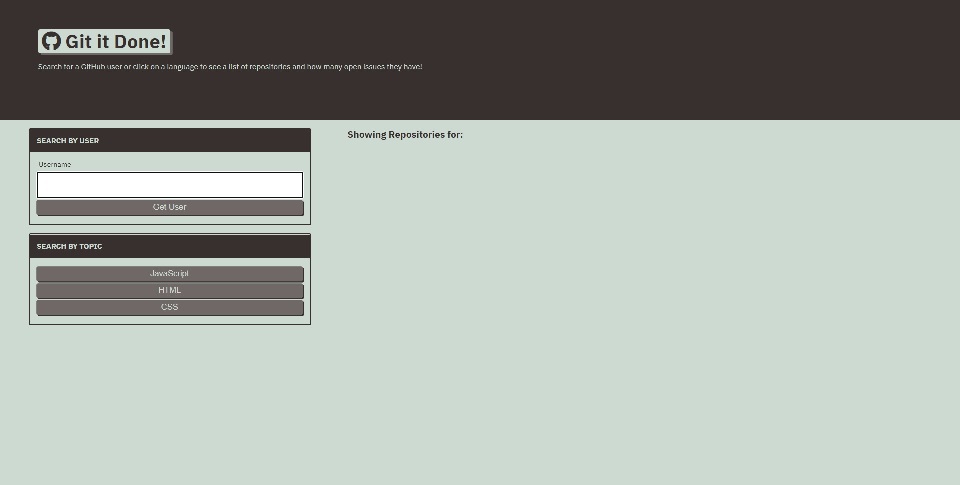 Git it Done!
Search for a GitHub user or click on a language to see a list of repositories and how many open issues they have!
SEARCH BY USER
Username
Get User
SEARCH BY TOPIC
JavaScript
HTML
CSS
Showing Repositories for: